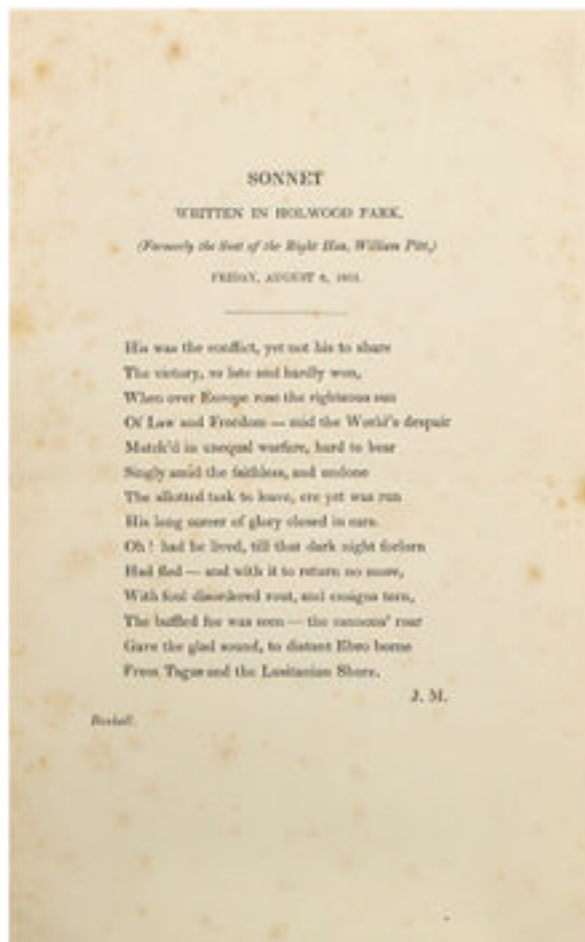 SONNET
WRITTEN IN HOLWOOD PARK,
(Formerly the Seat of the Right Hon. William Pitt,)
FRIDAY, AUGUST
His was the conflict, yet not his to share
The victory, so late and hardly won,
When over Europe rose the righteous sun
Of Law and Freedom — mid the World's despair
Match'd in unequal warfare, hard to bear
Singly amid the faithless, and undone
The allotted task to leave, ere yet was run
His long career of glory closed in care.
Oh! had he lived, till that dark night forlorn
Had fled — and with it to return no more,
With foul disordered rout, and ensigns torn,
The baffled foe was seen — the cannons' roar
Gave the glad sound, to distant Ebro borne
From Tagus and the Lusitanian Shore.
J. M.